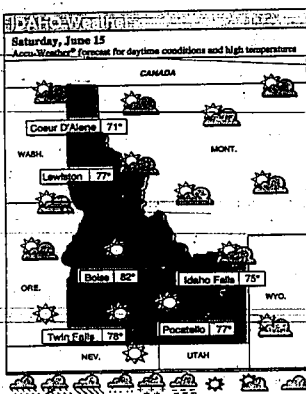 IDAHO Weather
Saturday, June 15
Accu-Weather® forecast for daytime conditions and high temperatures
CANADA
Coeur D'Alene 71°
WASH.
MONT.
Lewiston 77°
Boise 82°
Idaho Falls 75°
ORE.
WYO.
Twin Falls 78°
Pocatello 77°
NEV.
UTAH